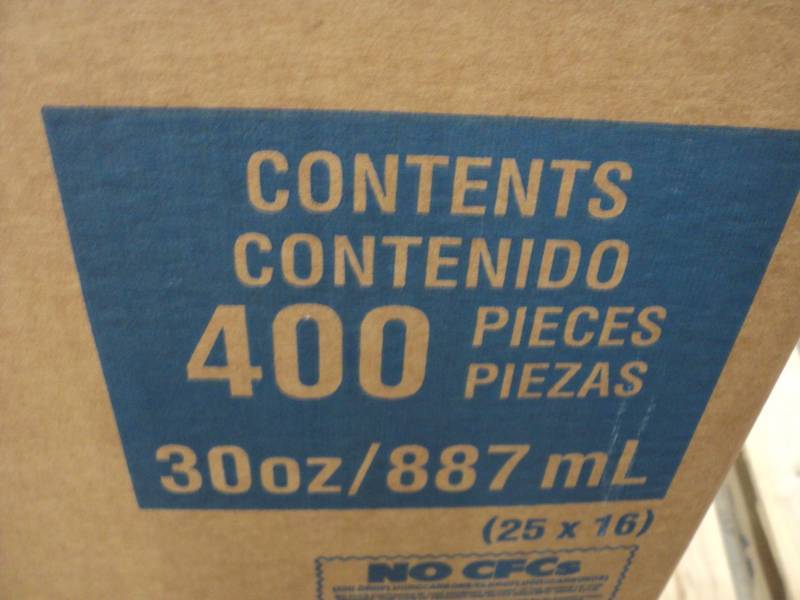 CONTENTS
CONTENIDO
400 PIECES
PIEZAS
30oz/887 mL
(25 x 16)
NO CFCs